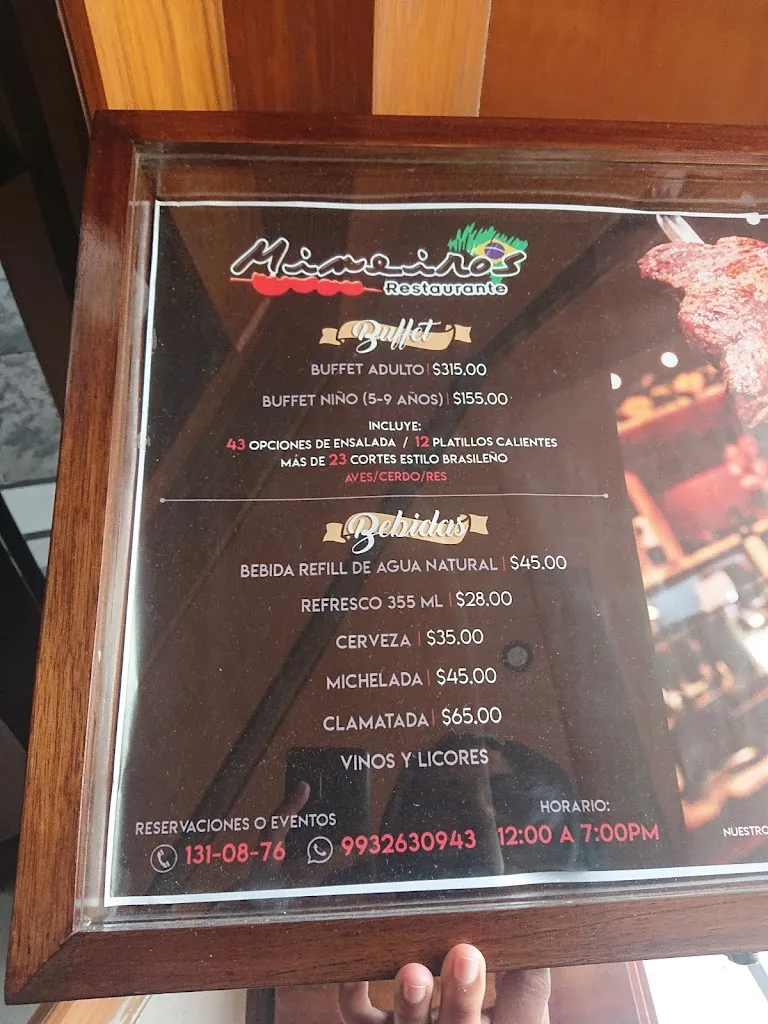 Mineiros
Restaurante
Buffet
BUFFET ADULTO | $315.00
BUFFET NIÑO (5-9 AÑOS) | $155.00
INCLUYE:
43 OPCIONES DE ENSALADA / 12 PLATILLOS CALIENTES
MÁS DE 23 CORTES ESTILO BRASILEÑO
AVES/CERDO/RES
Bebidas
BEBIDA REFILL DE AGUA NATURAL | $45.00
REFRESCO 355 ML | $28.00
CERVEZA | $35.00
MICHELADA | $45.00
CLAMATADA | $65.00
VINOS Y LICORES
RESERVACIONES O EVENTOS
131-08-76 9932630943
HORARIO:
12:00 A 7:00PM
NUESTRO